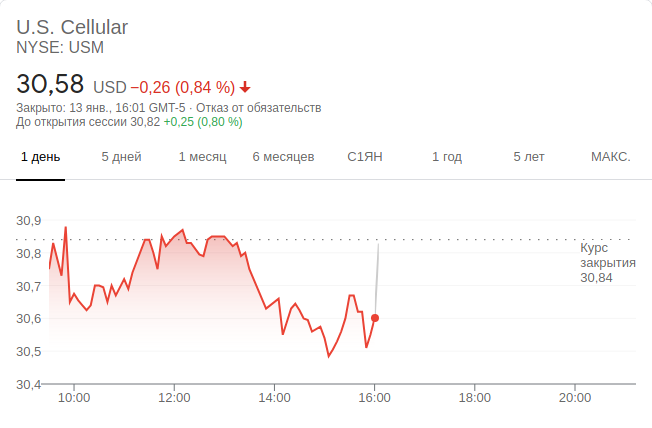 U.S. Cellular
NYSE: USM
30,58 USD −0,26 (0,84 %)
Закрыто: 13 янв., 16:01 GMT-5 · Отказ от обязательств
До открытия сессии 30,82 +0,25 (0,80 %)
1 день 5 дней 1 месяц 6 месяцев С1ЯН 1 год 5 лет МАКС.
30,9
30,8
30,7
30,6
30,5
30,4
Курс
закрытия
30,84
10:00 12:00 14:00 16:00 18:00 20:00